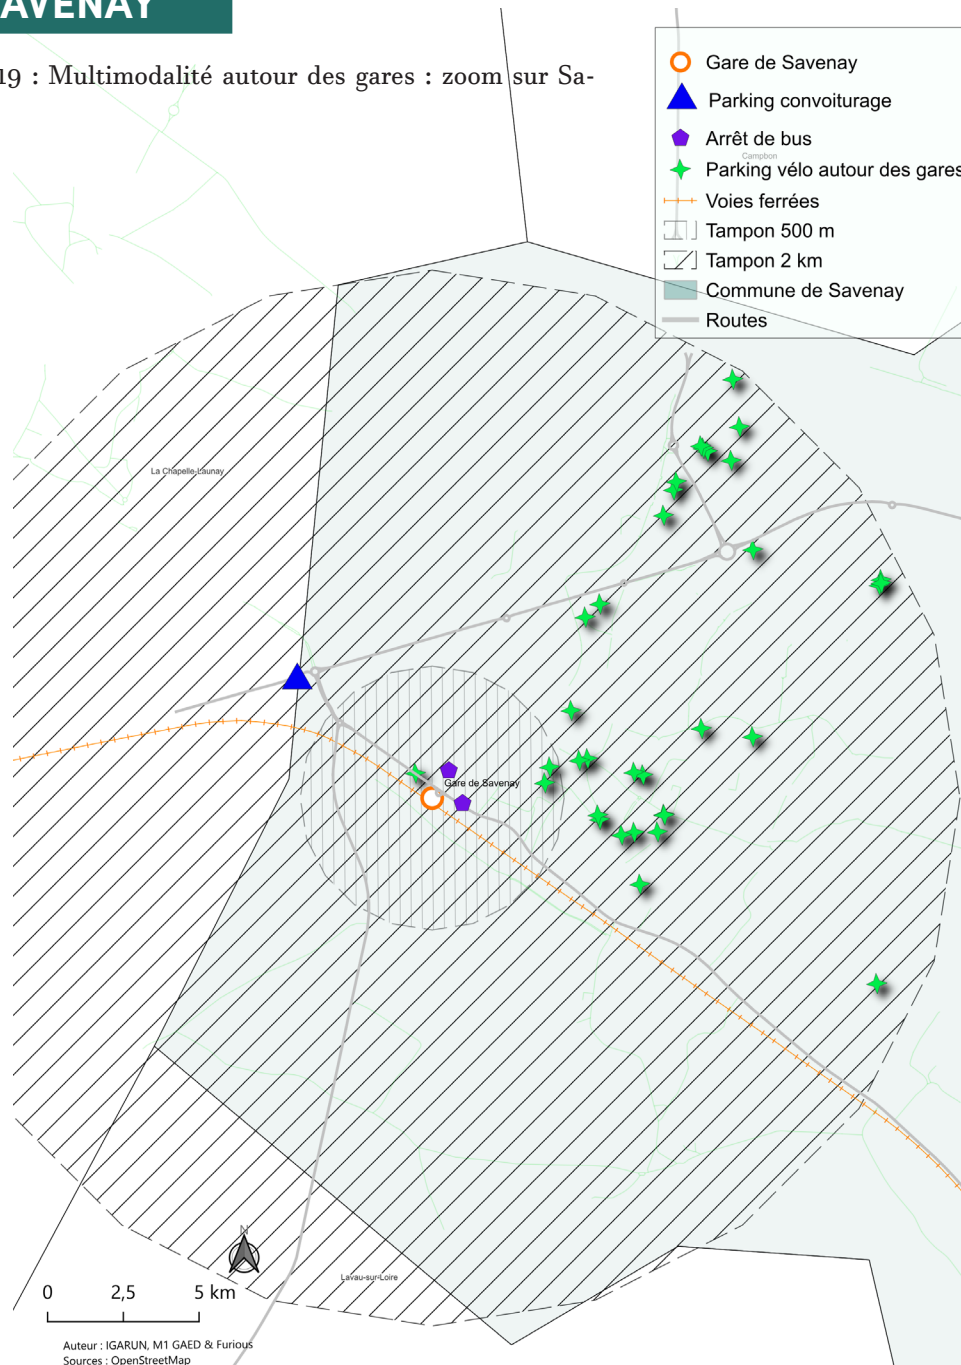 AVENAY
19 : Multimodalité autour des gares : zoom sur Sa-
Gare de Savenay
Parking convoiturage
Arrêt de bus
Campbon
Parking vélo autour des gares
Voies ferrées
Tampon 500 m
Tampon 2 km
Commune de Savenay
Routes
La Chapelle-Launay
Gare de Savenay
N
Lavau-sur-Loire
0 2,5 5 km
Auteur : IGARUN, M1 GAED & Furious
Sources : OpenStreetMap